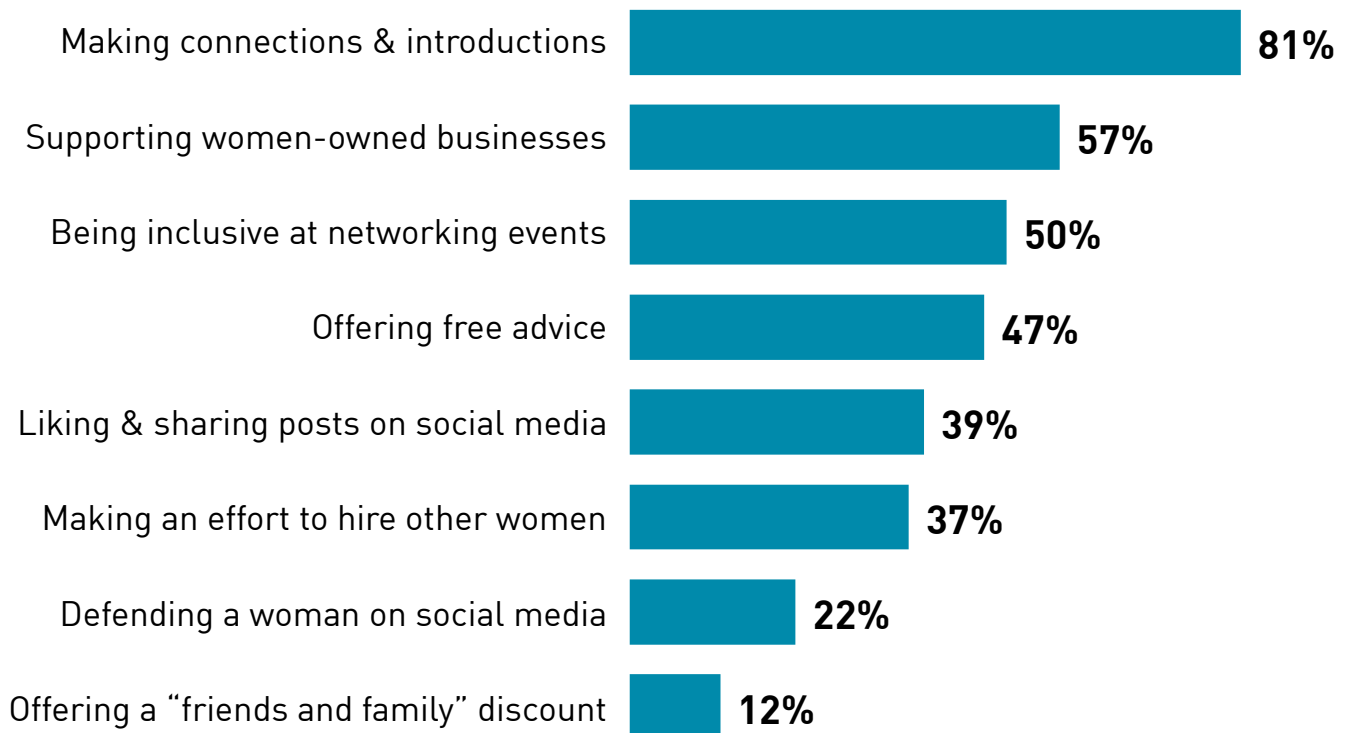 Making connections & introductions 81%
Supporting women-owned businesses 57%
Being inclusive at networking events 50%
Offering free advice 47%
Liking & sharing posts on social media 39%
Making an effort to hire other women 37%
Defending a woman on social media 22%
Offering a “friends and family” discount 12%